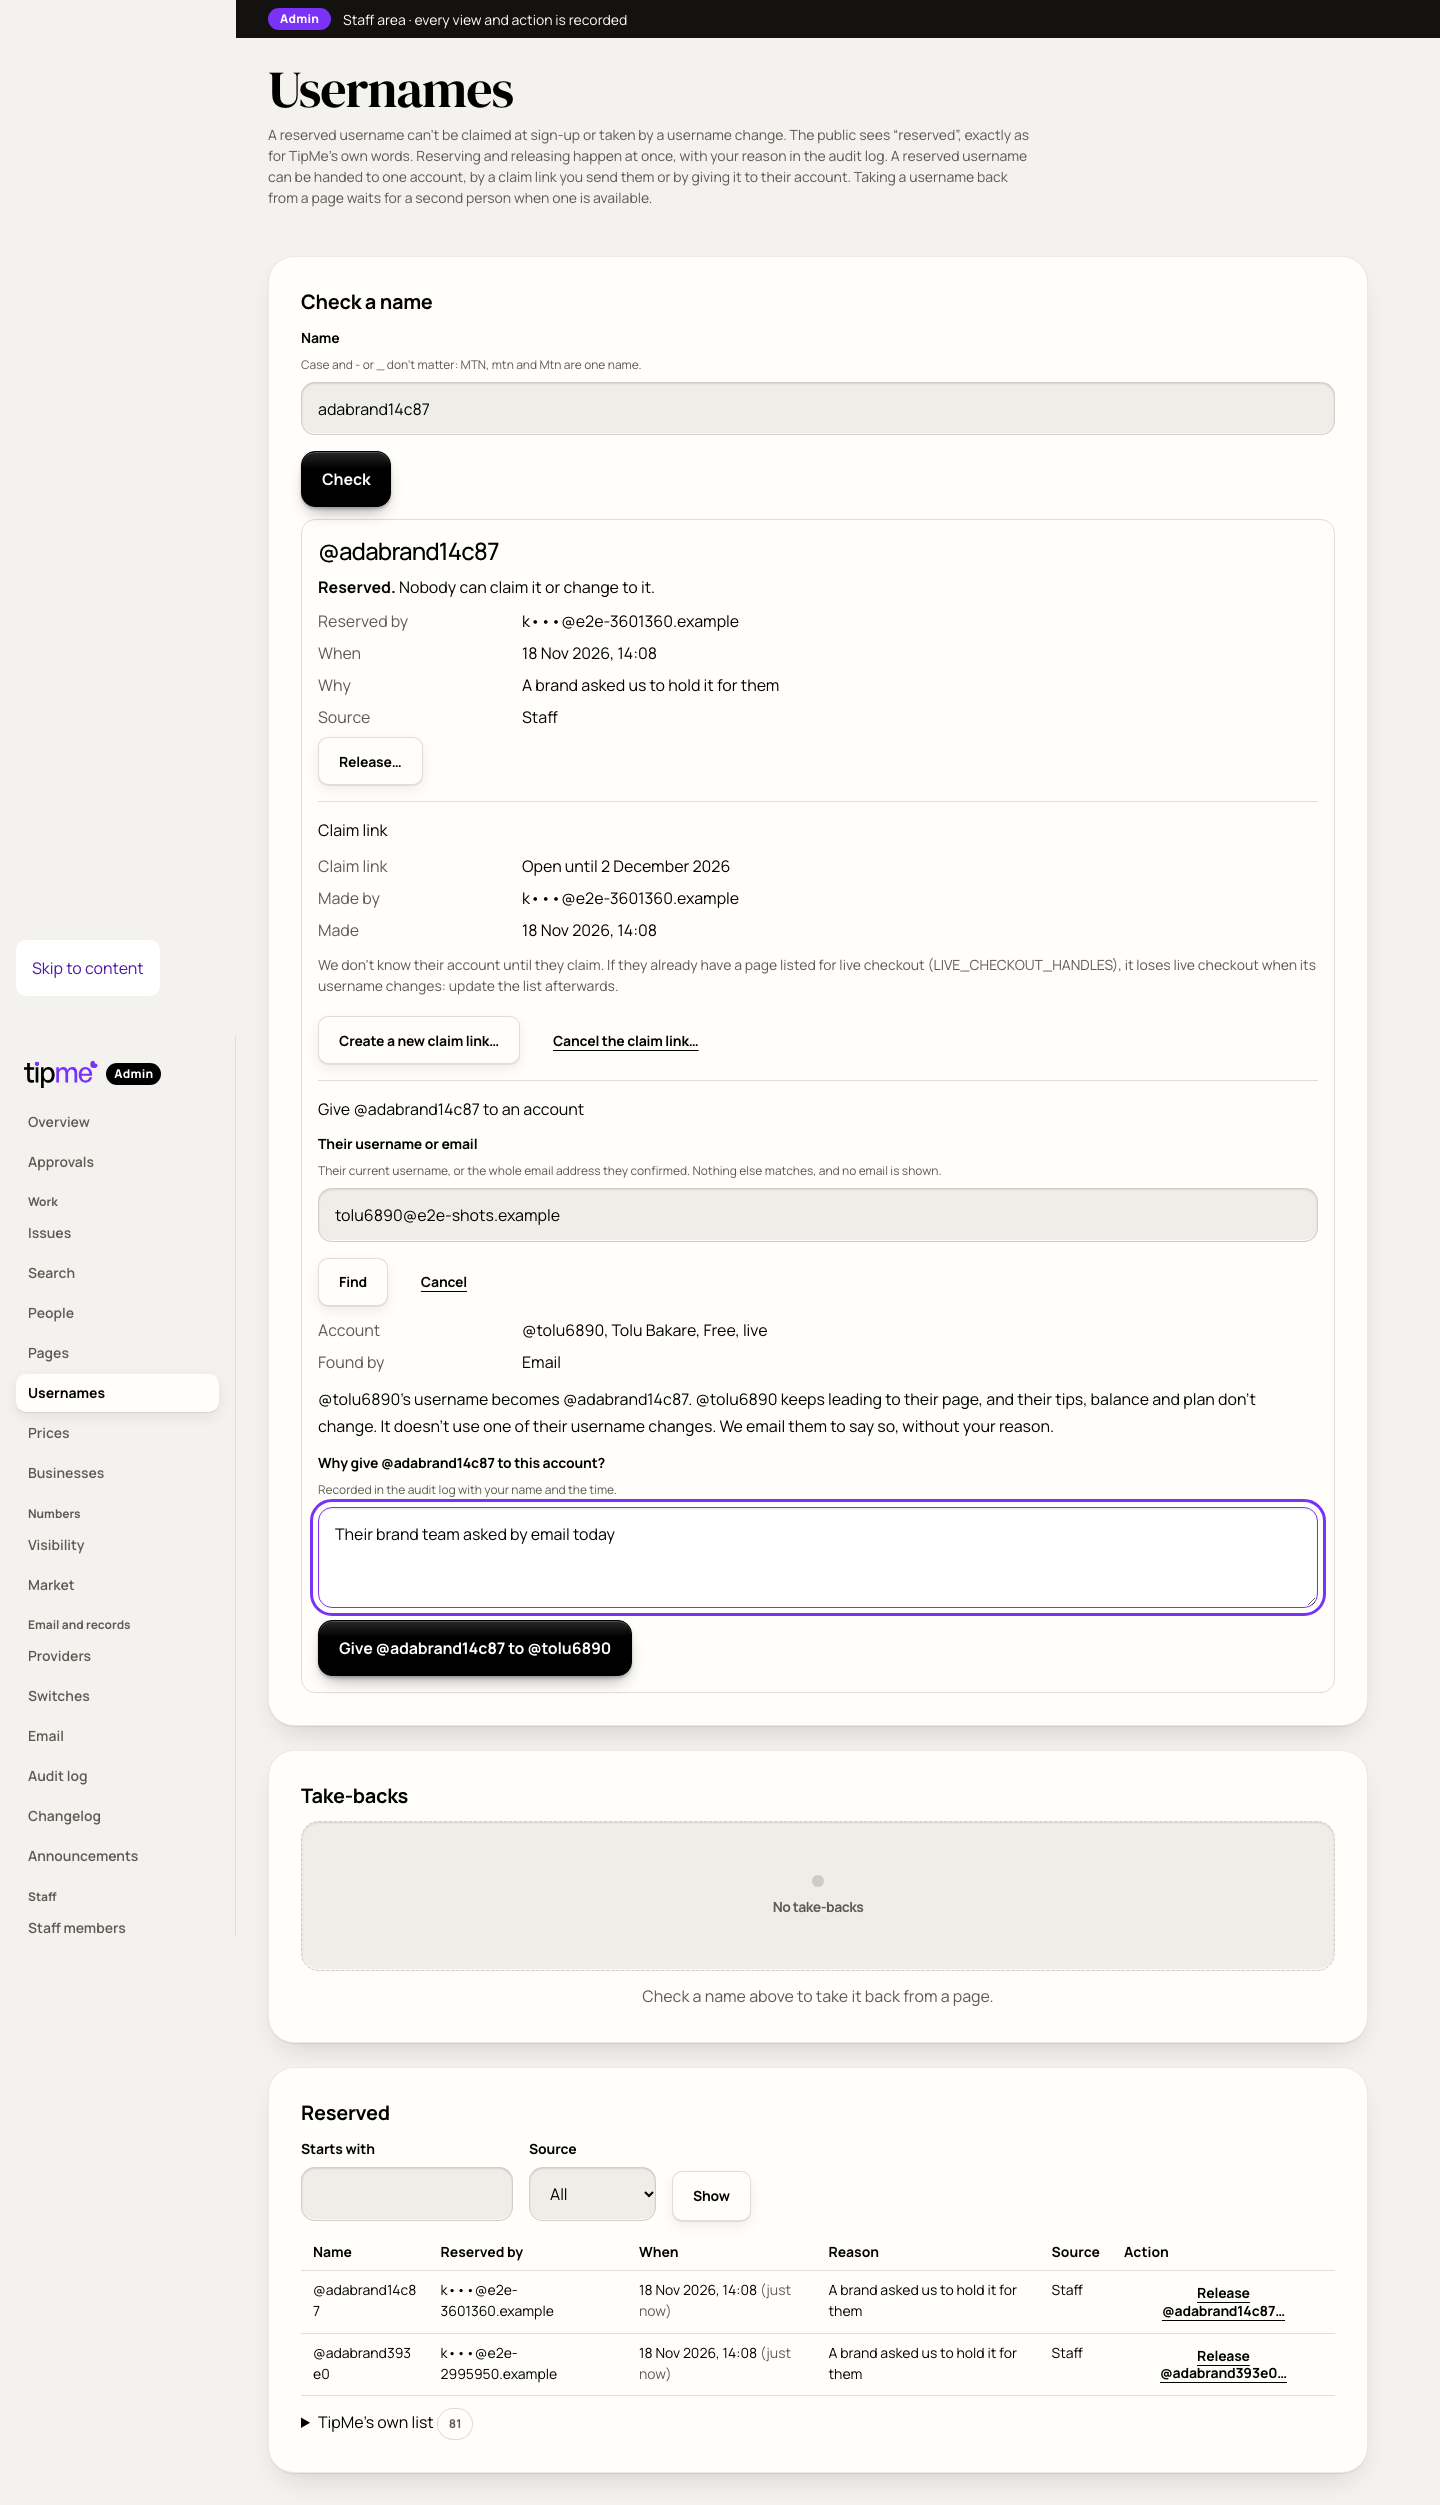 Admin Staff area · every view and action is recorded
Usernames
A reserved username can't be claimed at sign-up or taken by a username change. The public sees “reserved”, exactly as
for TipMe's own words. Reserving and releasing happen at once, with your reason in the audit log. A reserved username
can be handed to one account, by a claim link you send them or by giving it to their account. Taking a username back
from a page waits for a second person when one is available.
Check a name
Name
Case and - or _ don't matter: MTN, mtn and Mtn are one name.
adabrand14c87
Check
@adabrand14c87
Reserved. Nobody can claim it or change to it.
Reserved by k•••@e2e-3601360.example
When 18 Nov 2026, 14:08
Why A brand asked us to hold it for them
Source Staff
Release...
Claim link
Claim link Open until 2 December 2026
Made by k•••@e2e-3601360.example
Made 18 Nov 2026, 14:08
We don't know their account until they claim. If they already have a page listed for live checkout (LIVE_CHECKOUT_HANDLES), it loses live checkout when its
username changes: update the list afterwards.
Create a new claim link... Cancel the claim link...
Give @adabrand14c87 to an account
Their username or email
Their current username, or the whole email address they confirmed. Nothing else matches, and no email is shown.
tolu6890@e2e-shots.example
Find Cancel
Account @tolu6890, Tolu Bakare, Free, live
Found by Email
@tolu6890's username becomes @adabrand14c87. @tolu6890 keeps leading to their page, and their tips, balance and plan don't
change. It doesn't use one of their username changes. We email them to say so, without your reason.
Why give @adabrand14c87 to this account?
Recorded in the audit log with your name and the time.
Their brand team asked by email today
Give @adabrand14c87 to @tolu6890
Take-backs
No take-backs
Check a name above to take it back from a page.
Reserved
Starts with Source
All Show
Name Reserved by When Reason Source Action
@adabrand14c8 k•••@e2e- 18 Nov 2026, 14:08 (just A brand asked us to hold it for Staff Release
7 3601360.example now) them @adabrand14c87...
@adabrand393 k•••@e2e- 18 Nov 2026, 14:08 (just A brand asked us to hold it for Staff Release
e0 2995950.example now) them @adabrand393e0...
TipMe's own list 81
Skip to content
tipme Admin
Overview
Approvals
Work
Issues
Search
People
Pages
Usernames
Prices
Businesses
Numbers
Visibility
Market
Email and records
Providers
Switches
Email
Audit log
Changelog
Announcements
Staff
Staff members